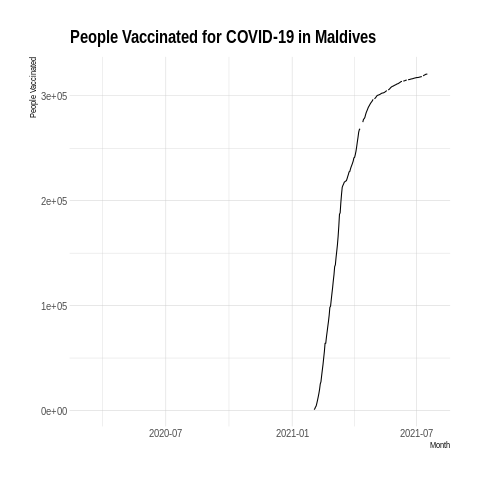 People Vaccinated for COVID-19 in Maldives
People Vaccinated
3e+05
2e+05
1e+05
0e+00
2020-07 2021-01 2021-07
Month